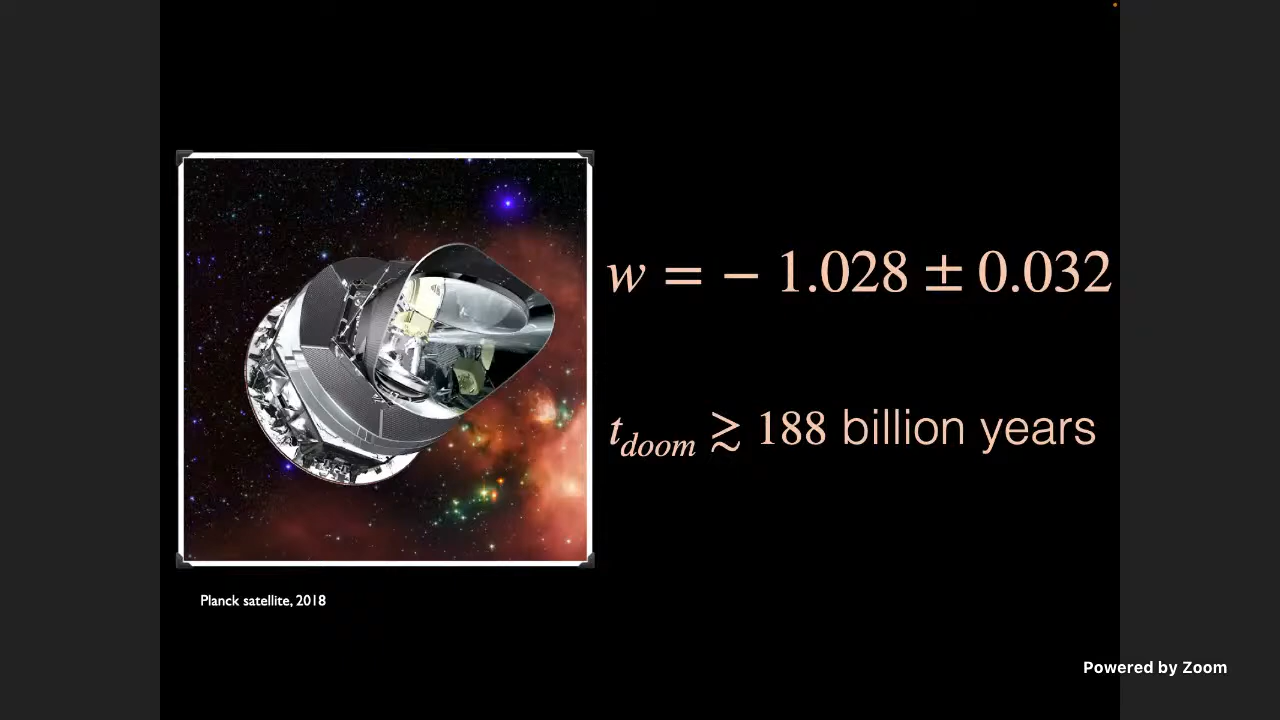 w = − 1.028 ± 0.032
t_doom ≳ 188 billion years
Planck satellite, 2018
Powered by Zoom